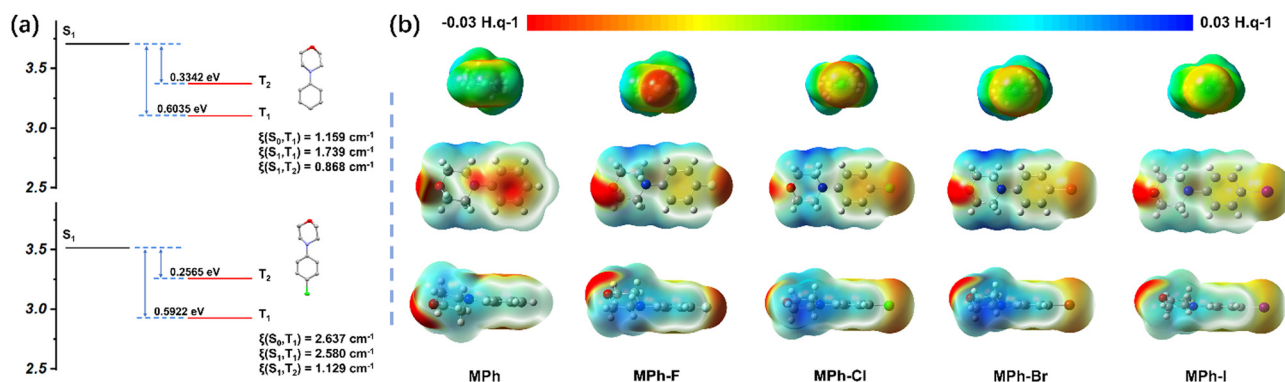 (a)
S1
3.5
0.3342 eV
T2
0.6035 eV
T1
3.0
ξ(S0,T1) = 1.159 cm-1
ξ(S1,T1) = 1.739 cm-1
ξ(S1,T2) = 0.868 cm-1
2.5
S1
3.5
0.2565 eV
T2
3.0
0.5922 eV
T1
ξ(S0,T1) = 2.637 cm-1
ξ(S1,T1) = 2.580 cm-1
ξ(S1,T2) = 1.129 cm-1
2.5
(b)
-0.03 H.q-1 0.03 H.q-1
MPh MPh-F MPh-Cl MPh-Br MPh-I